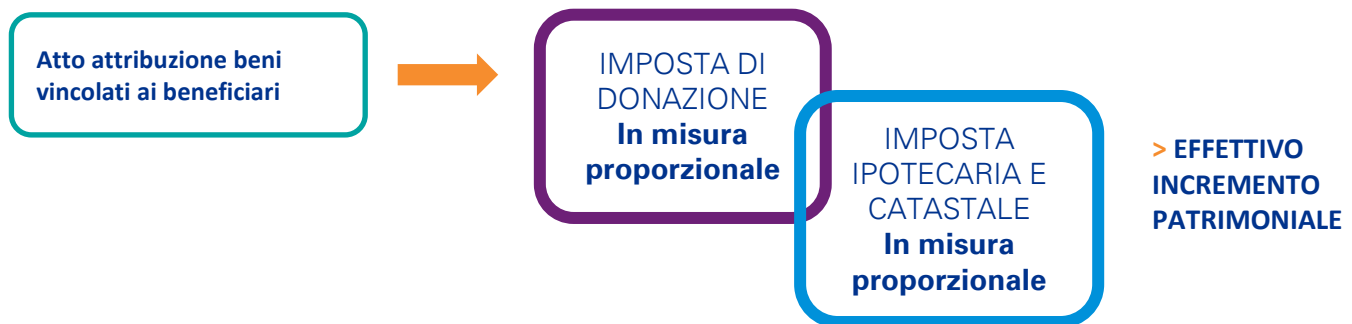 Atto attribuzione beni
vincolati ai beneficiari
IMPOSTA DI
DONAZIONE
In misura
proporzionale
IMPOSTA
IPOTECARIA E
CATASTALE
In misura
proporzionale
> EFFETTIVO
INCREMENTO
PATRIMONIALE